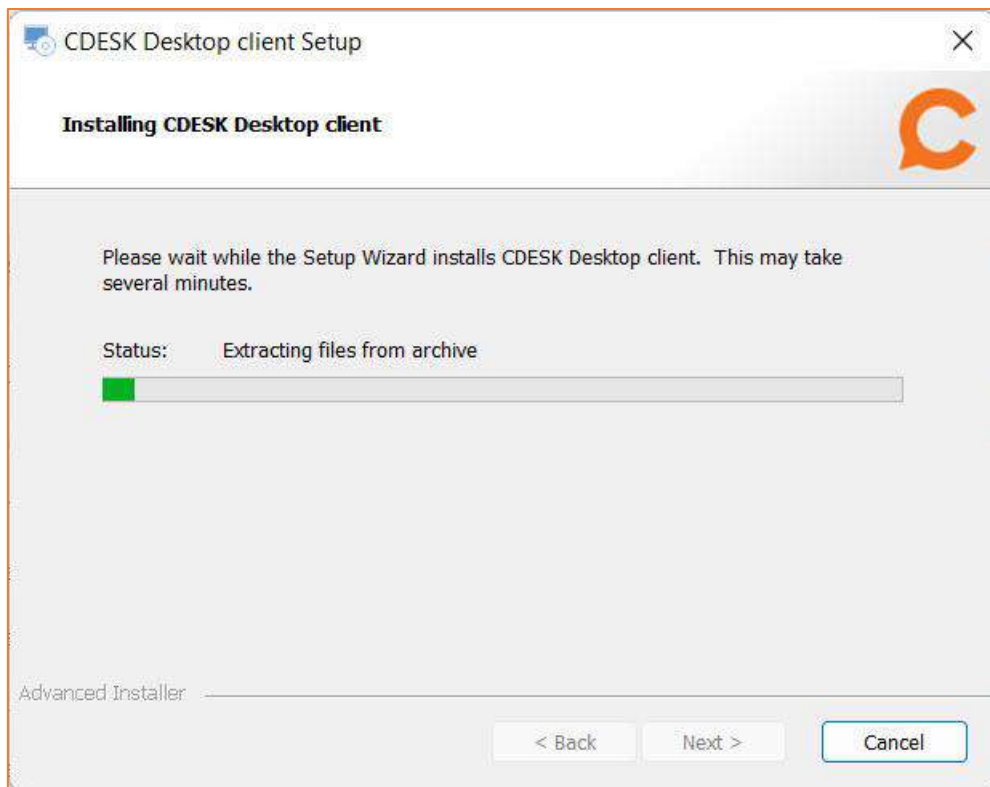 CDESK Desktop client Setup
Installing CDESK Desktop client
Please wait while the Setup Wizard installs CDESK Desktop client. This may take
several minutes.
Status: Extracting files from archive
Advanced Installer
< Back Next > Cancel